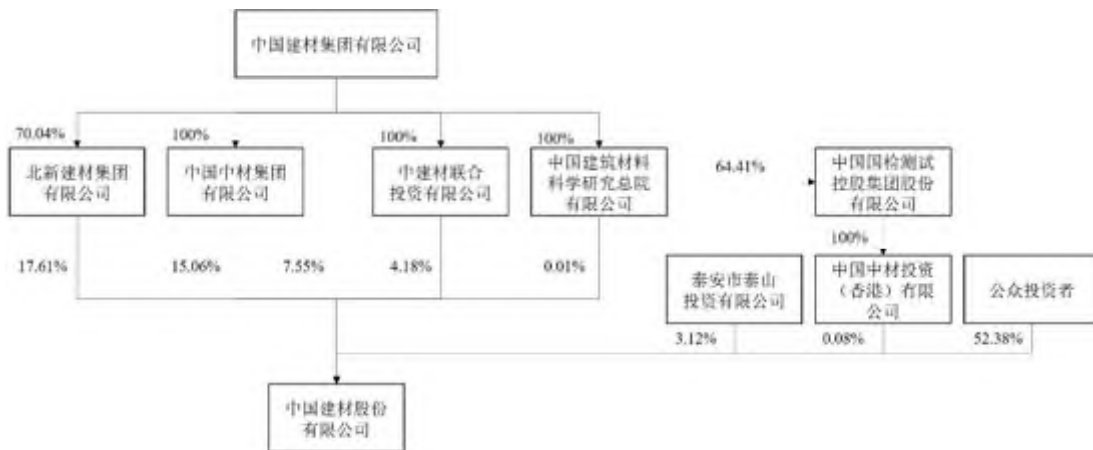 中国建材集团有限公司
70.04%
100%
100%
100%
北新建材集团
有限公司
中国中材集团
有限公司
中建材联合
投资有限公司
中国建筑材料
科学研究总院
有限公司
64.41%
中国国检测试
控股集团股份
有限公司
100%
17.61%
15.06%
7.55%
4.18%
0.01%
泰安市泰山
投资有限公司
中国中材投资
（香港）有限
公司
公众投资者
3.12%
0.08%
52.38%
中国建材股份
有限公司